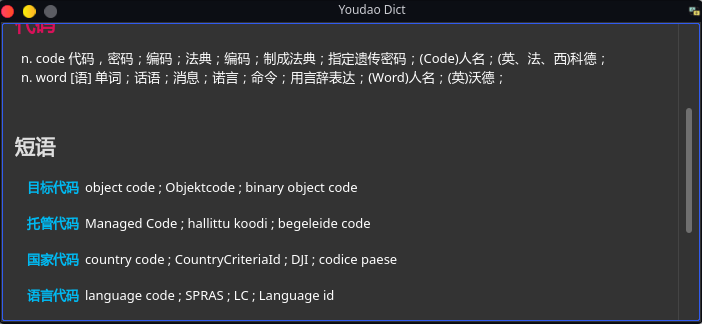 Youdao Dict
代码
n. code 代码，密码；编码；法典；编码；制成法典；指定遗传密码；(Code)人名；(英、法、西)科德；
n. word [语] 单词；话语；消息；诺言；命令；用言辞表达；(Word)人名；(英)沃德；
短语
目标代码 object code ; Objektcode ; binary object code
托管代码 Managed Code ; hallittu koodi ; begeleide code
国家代码 country code ; CountryCriteriaId ; DJI ; codice paese
语言代码 language code ; SPRAS ; LC ; Language id